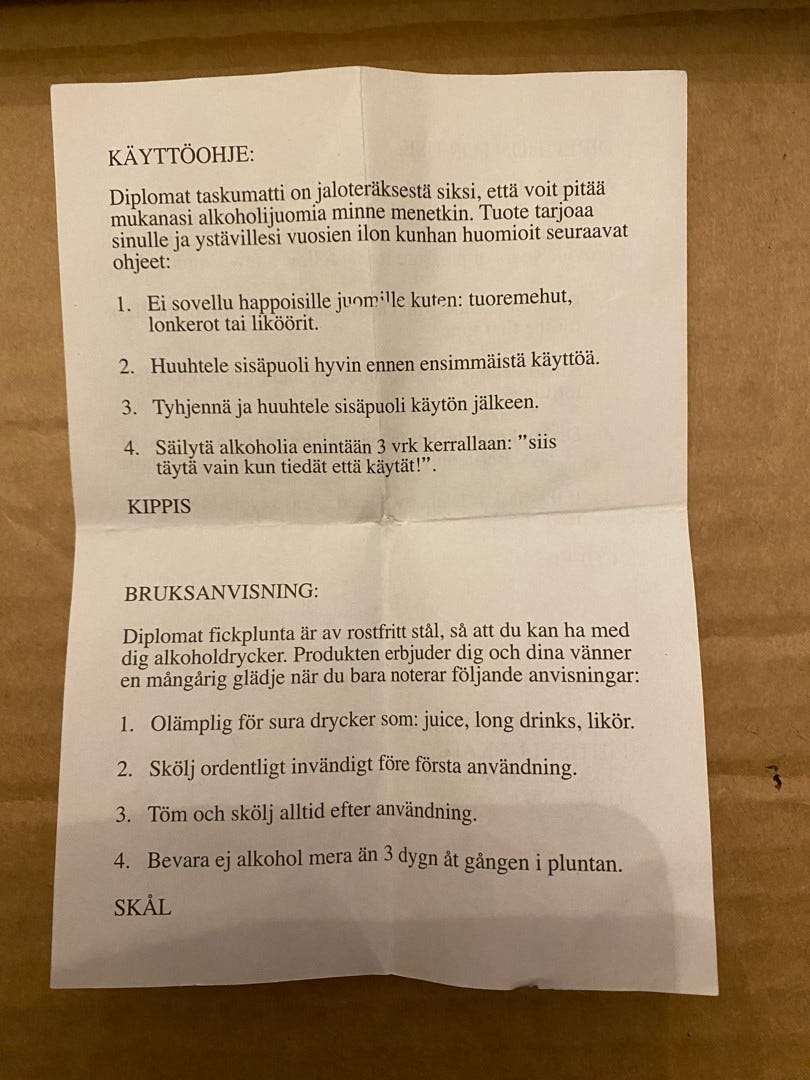 KÄYTTÖOHJE:
Diplomat taskumatti on jaloteräksestä siksi, että voit pitää
mukanasi alkoholijuomia minne menetkin. Tuote tarjoaa
sinulle ja ystävillesi vuosien ilon kunhan huomioit seuraavat
ohjeet:
1. Ei sovellu happoisille juomille kuten: tuoremehut,
lonkerot tai liköörit.
2. Huuhtele sisäpuoli hyvin ennen ensimmäistä käyttöä.
3. Tyhjennä ja huuhtele sisäpuoli käytön jälkeen.
4. Säilytä alkoholia enintään 3 vrk kerrallaan: ”siis
täytä vain kun tiedät että käytät!”.
KIPPIS
BRUKSANVISNING:
Diplomat fickplunta är av rostfritt stål, så att du kan ha med
dig alkoholdrycker. Produkten erbjuder dig och dina vänner
en mångårig glädje när du bara noterar följande anvisningar:
1. Olämplig för sura drycker som: juice, long drinks, likör.
2. Skölj ordentligt invändigt före första användning.
3. Töm och skölj alltid efter användning.
4. Bevara ej alkohol mera än 3 dygn åt gången i pluntan.
SKÅL